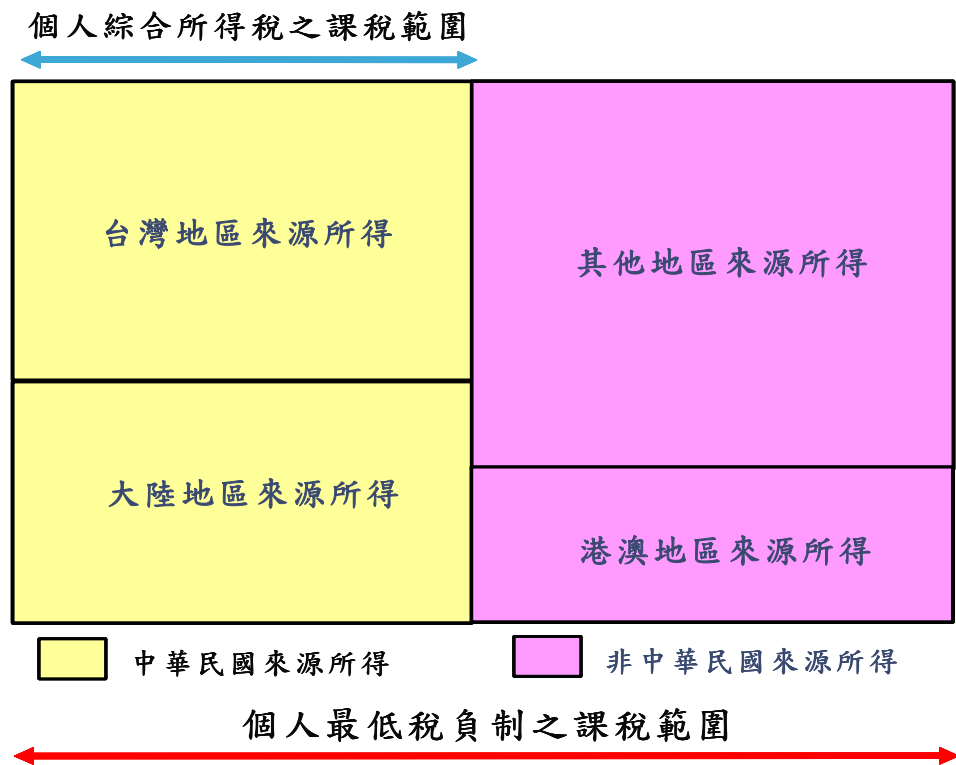 個人綜合所得稅之課稅範圍
台灣地區來源所得
其他地區來源所得
大陸地區來源所得
港澳地區來源所得
中華民國來源所得
非中華民國來源所得
個人最低稅負制之課稅範圍